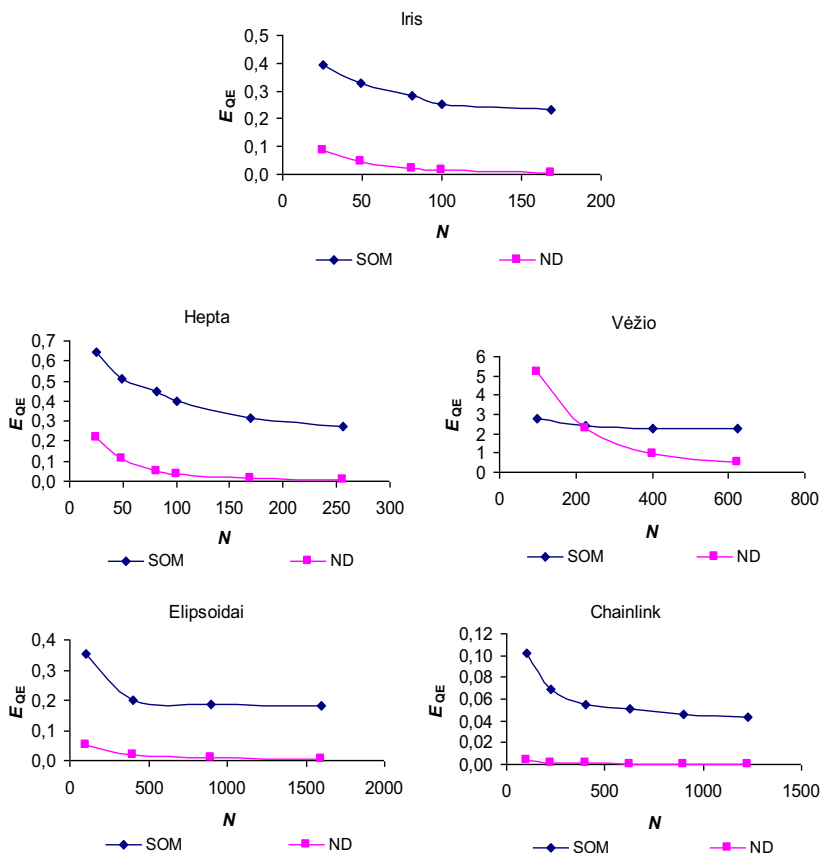 Iris
0,5
0,4
0,3
0,2
0,1
0,0
E_QE
0 50 100 150 200
N
SOM ND
Hepta
0,7
0,6
0,5
0,4
0,3
0,2
0,1
0,0
E_QE
0 50 100 150 200 250 300
N
SOM ND
Vėžio
6
5
4
3
2
1
0
E_QE
0 200 400 600 800
N
SOM ND
Elipsoidai
0,4
0,3
0,2
0,1
0,0
E_QE
0 500 1000 1500 2000
N
SOM ND
Chainlink
0,12
0,10
0,08
0,06
0,04
0,02
0,00
E_QE
0 500 1000 1500
N
SOM ND